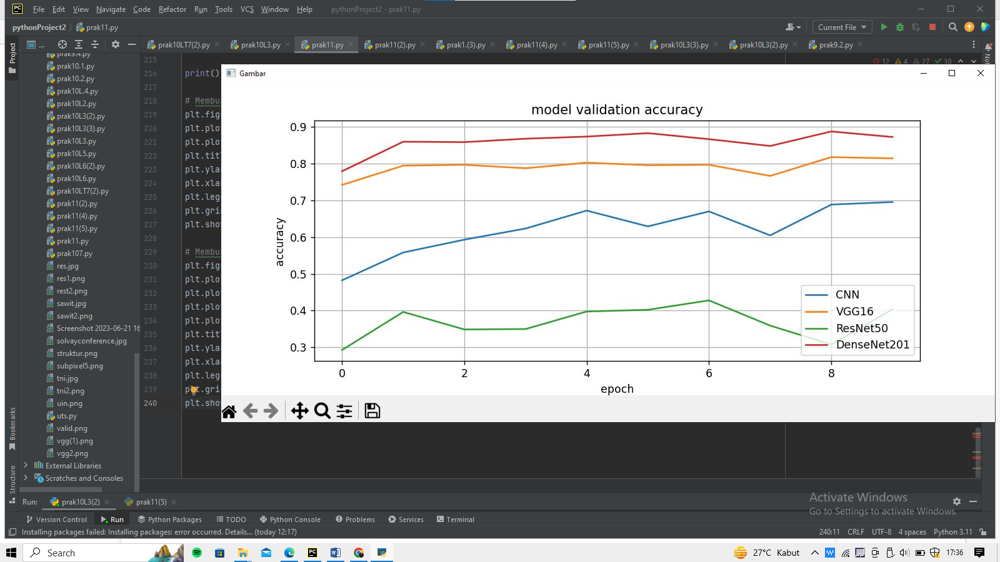 File Edit View Navigate Code Refactor Run Tools VCS Window Help pythonProject2 - prak11.py
pythonProject2 prak11.py Current File
Project ... prak10LT7(2).py prak10L3.py prak11.py prak11(2).py prak1.(3).py prak11(4).py prak11(5).py prak10L3(3).py prak10L3(2).py prak9.2.py
prak9.4.py
prak10.1.py
prak10.2.py
prak10L.4.py
prak10L2.py
prak10L3(2).py
prak10L3(3).py
prak10L3.py
prak10L5.py
prak10L6(2).py
prak10L6.py
prak10LT7(2).py
prak11(2).py
prak11(4).py
prak11(5).py
prak11.py
prak107.py
res.jpg
res1.png
rest2.png
sawit.jpg
sawit2.png
Screenshot 2023-06-21 16
solvayconference.jpg
struktur.png
subpixel5.png
tni.jpg
tni2.png
uin.png
uts.py
valid.png
vgg(1).png
vgg2.png
External Libraries
Scratches and Consoles
Bookmarks
Structure
12 4 27 30
Not
215
216 print()
217
218 # Membu
219 plt.fig
220 plt.plo
221 plt.plo
222 plt.tit
223 plt.yla
224 plt.xla
225 plt.leg
226 plt.gri
227 plt.sho
228
229 # Membu
230 plt.fig
231 plt.plo
232 plt.plo
233 plt.plo
234 plt.plo
235 plt.tit
236 plt.yla
237 plt.xla
238 plt.leg
239 plt.gri
240 plt.sho
Gambar
model validation accuracy
0.9
0.8
0.7
0.6
0.5
0.4
0.3
accuracy
CNN
VGG16
ResNet50
DenseNet201
0 2 4 6 8
epoch
Activate Windows
Go to Settings to activate Windows.
Run: prak10L3(2) prak11(5)
Version Control Run Python Packages TODO Python Console Problems Services Terminal
Installing packages failed: Installing packages: error occurred. Details... (today 12:17) 240:11 CRLF UTF-8 4 spaces Python 3.11
Search 27°C Kabut 17:36